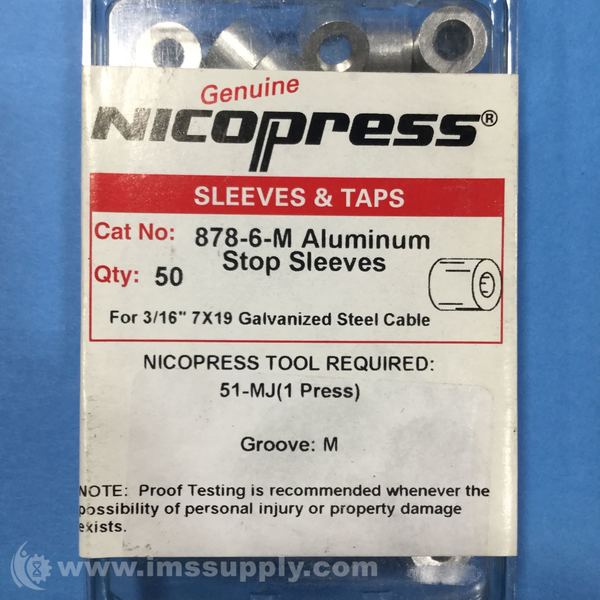 Genuine
NICOPRESS®
SLEEVES & TAPS
Cat No: 878-6-M Aluminum
Stop Sleeves
Qty: 50
For 3/16" 7X19 Galvanized Steel Cable
NICOPRESS TOOL REQUIRED:
51-MJ(1 Press)
Groove: M
NOTE: Proof Testing is recommended whenever the
possibility of personal injury or property damage
exists.
www.imssupply.com